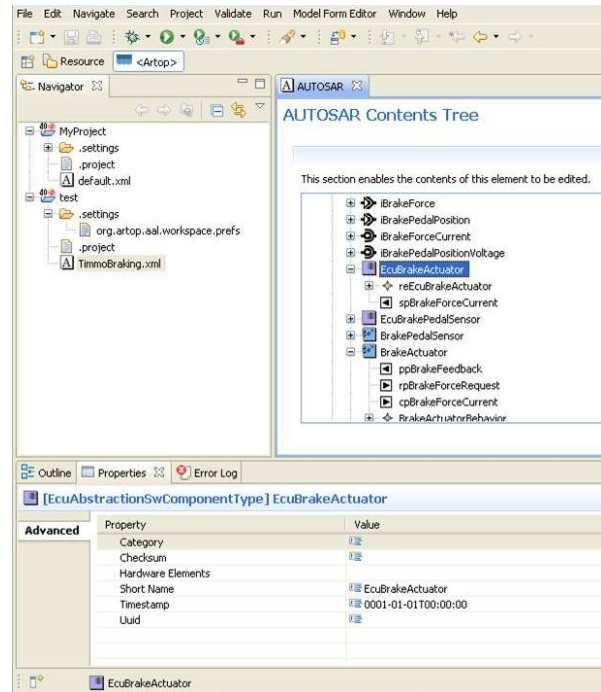 File Edit Navigate Search Project Validate Run Model Form Editor Window Help
Resource <Artop>
Navigator
MyProject
.settings
.project
default.xml
test
.settings
org.artop.aal.workspace.prefs
.project
TimmoBraking.xml
AUTOSAR
AUTOSAR Contents Tree
This section enables the contents of this element to be edited.
iBrakeForce
iBrakePedalPosition
iBrakeForceCurrent
iBrakePedalPositionVoltage
EcuBrakeActuator
reEcuBrakeActuator
spBrakeForceCurrent
EcuBrakePedalSensor
BrakePedalSensor
BrakeActuator
ppBrakeFeedback
rpBrakeForceRequest
cpBrakeForceCurrent
BrakeActuatorBehavior
Outline Properties Error Log
[EcuAbstractionSwComponentType] EcuBrakeActuator
Advanced
Property Value
Category
Checksum
Hardware Elements
Short Name EcuBrakeActuator
Timestamp 0001-01-01T00:00:00
Uuid
EcuBrakeActuator